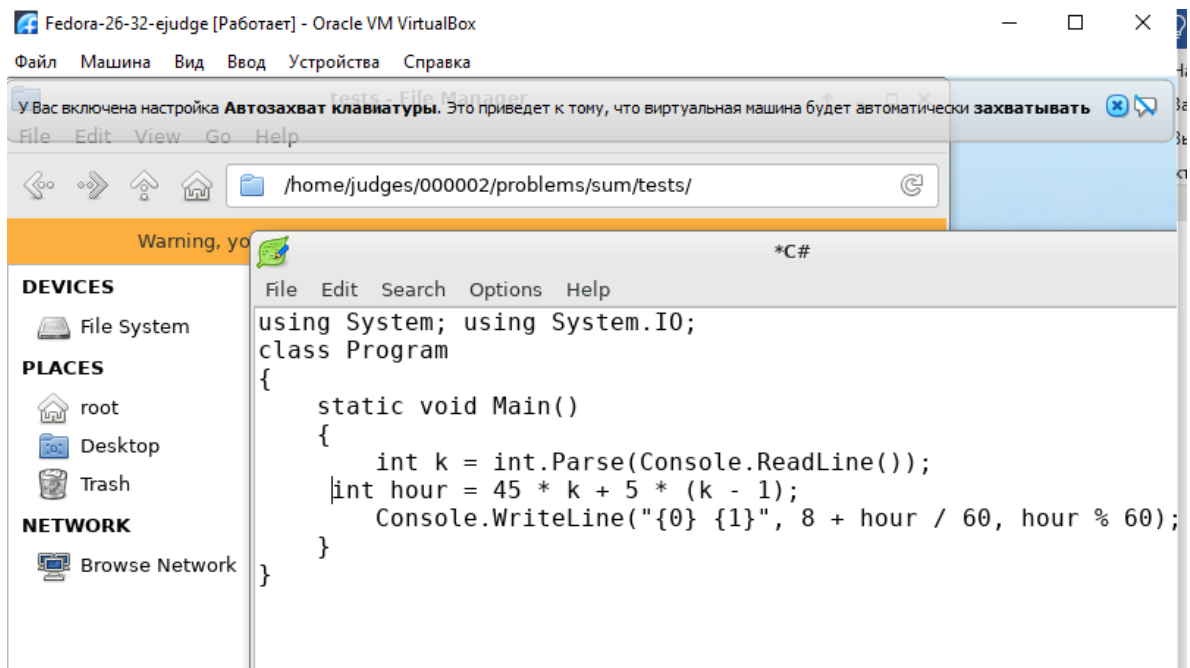 Fedora-26-32-ejudge [Работает] - Oracle VM VirtualBox
Файл Машина Вид Ввод Устройства Справка
tests - File Manager
У Вас включена настройка Автозахват клавиатуры. Это приведет к тому, что виртуальная машина будет автоматически захватывать
File Edit View Go Help
/home/judges/000002/problems/sum/tests/
Warning, yo
*C#
DEVICES
File System
PLACES
root
Desktop
Trash
NETWORK
Browse Network
File Edit Search Options Help
using System; using System.IO;
class Program
{
static void Main()
{
int k = int.Parse(Console.ReadLine());
int hour = 45 * k + 5 * (k - 1);
Console.WriteLine("{0} {1}", 8 + hour / 60, hour % 60);
}
}